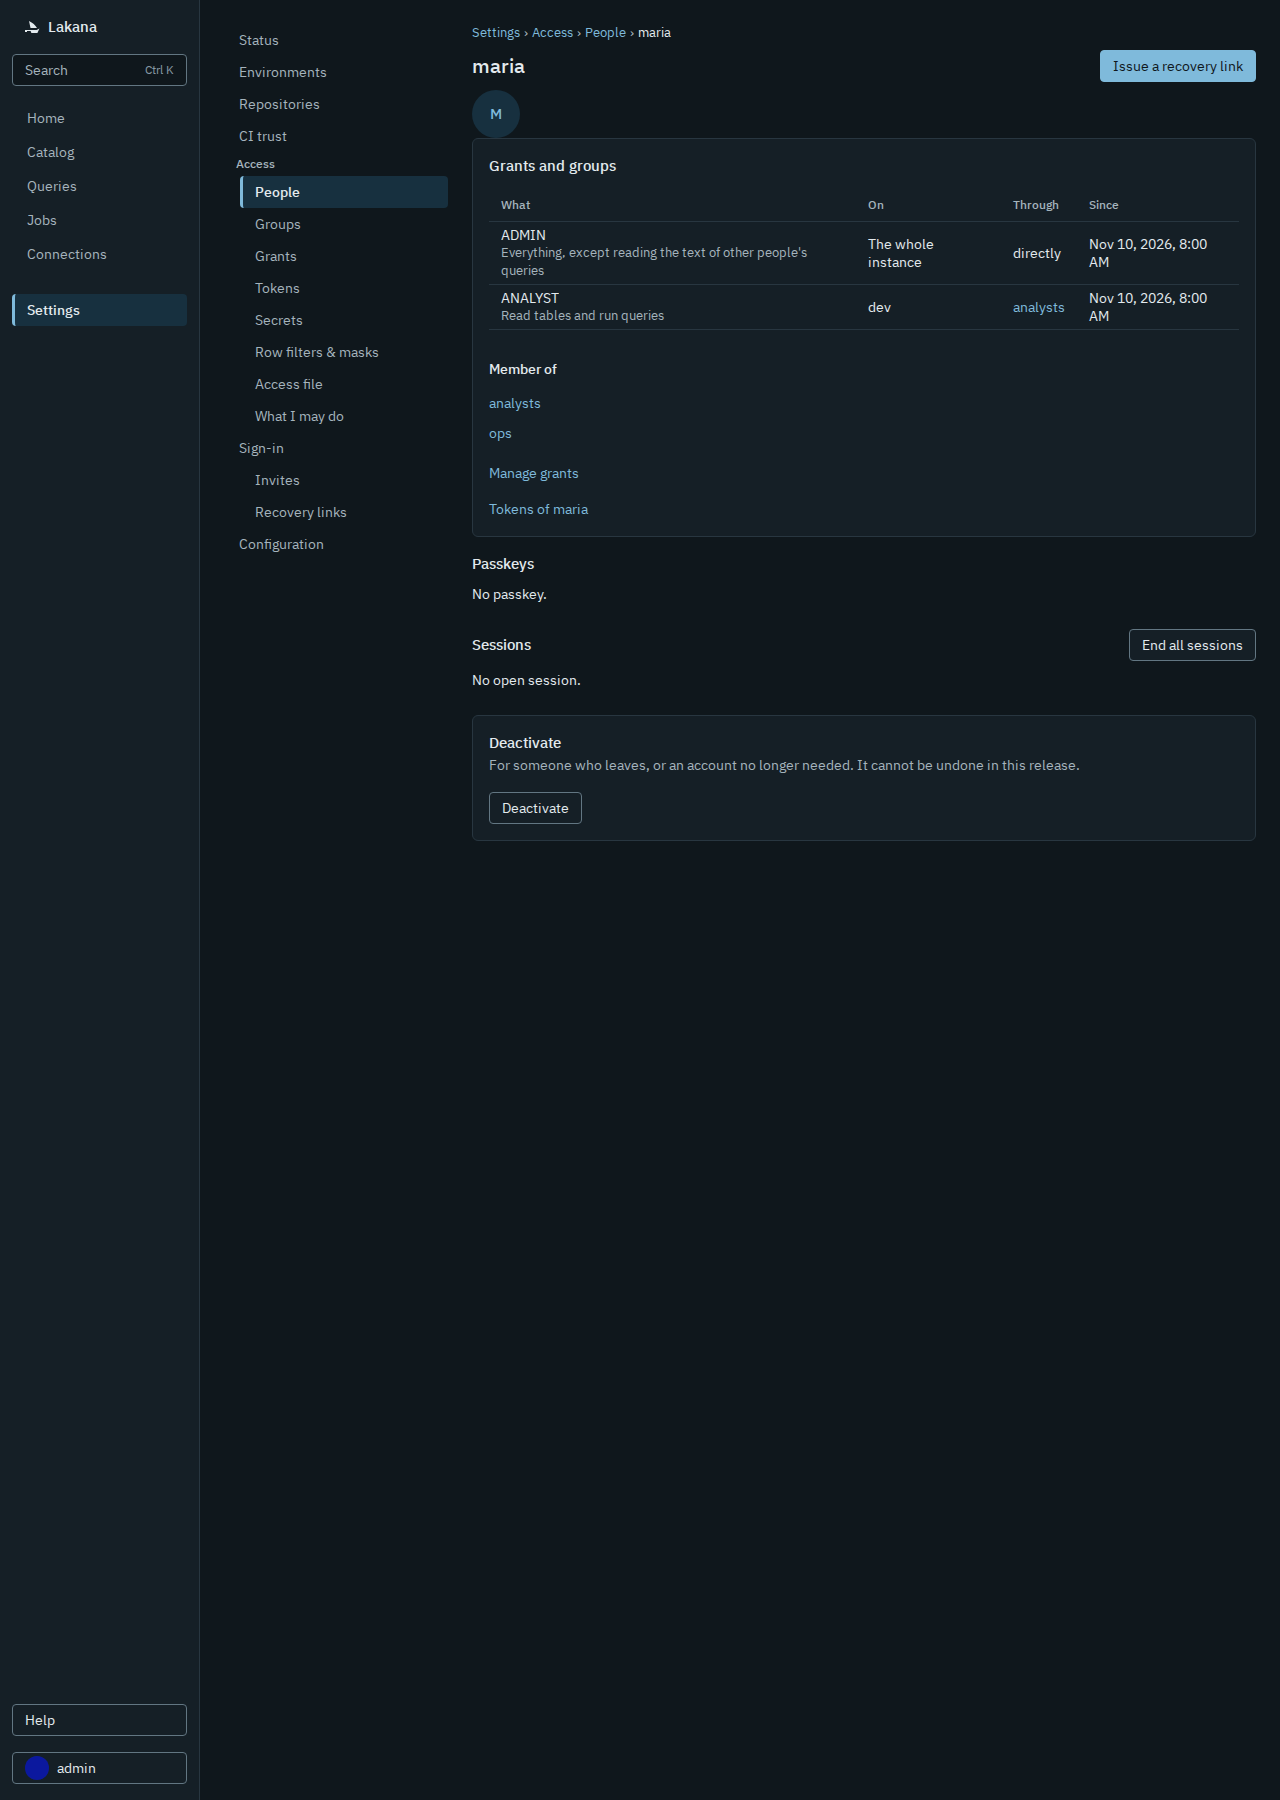 Lakana
Search Ctrl K
Home
Catalog
Queries
Jobs
Connections
Settings
Help
admin
Status
Environments
Repositories
CI trust
Access
People
Groups
Grants
Tokens
Secrets
Row filters & masks
Access file
What I may do
Sign-in
Invites
Recovery links
Configuration
Settings › Access › People › maria
maria
Issue a recovery link
M
Grants and groups
What On Through Since
ADMIN
Everything, except reading the text of other people's
queries
The whole
instance
directly
Nov 10, 2026, 8:00
AM
ANALYST
Read tables and run queries
dev
analysts
Nov 10, 2026, 8:00
AM
Member of
analysts
ops
Manage grants
Tokens of maria
Passkeys
No passkey.
Sessions
End all sessions
No open session.
Deactivate
For someone who leaves, or an account no longer needed. It cannot be undone in this release.
Deactivate